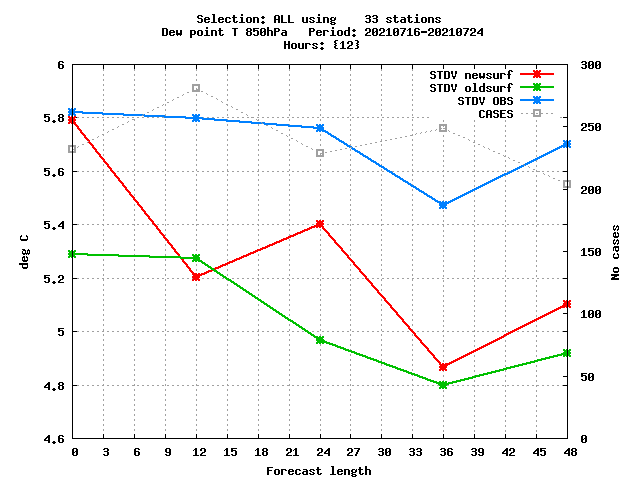 Selection: ALL using    33 stations
Dew point T 850hPa   Period: 20210716-20210724
Hours: {12}
STDV newsurf
STDV oldsurf
STDV OBS
CASES
6
5.8
5.6
5.4
5.2
5
4.8
4.6
deg C
300
250
200
150
100
50
0
No cases
0 3 6 9 12 15 18 21 24 27 30 33 36 39 42 45 48
Forecast length